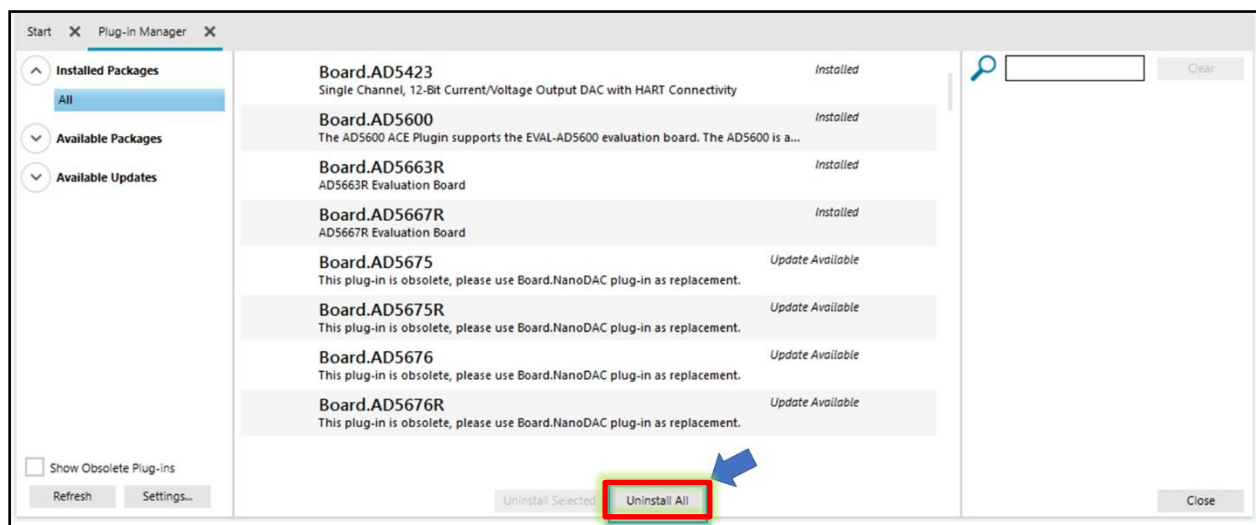 Start
Plug-in Manager
Installed Packages
All
Available Packages
Available Updates
Board.AD5423
Installed
Single Channel, 12-Bit Current/Voltage Output DAC with HART Connectivity
Board.AD5600
Installed
The AD5600 ACE Plugin supports the EVAL-AD5600 evaluation board. The AD5600 is a...
Board.AD5663R
Installed
AD5663R Evaluation Board
Board.AD5667R
Installed
AD5667R Evaluation Board
Board.AD5675
Update Available
This plug-in is obsolete, please use Board.NanoDAC plug-in as replacement.
Board.AD5675R
Update Available
This plug-in is obsolete, please use Board.NanoDAC plug-in as replacement.
Board.AD5676
Update Available
This plug-in is obsolete, please use Board.NanoDAC plug-in as replacement.
Board.AD5676R
Update Available
This plug-in is obsolete, please use Board.NanoDAC plug-in as replacement.
Clear
Show Obsolete Plug-ins
Refresh
Settings...
Uninstall Selected
Uninstall All
Close